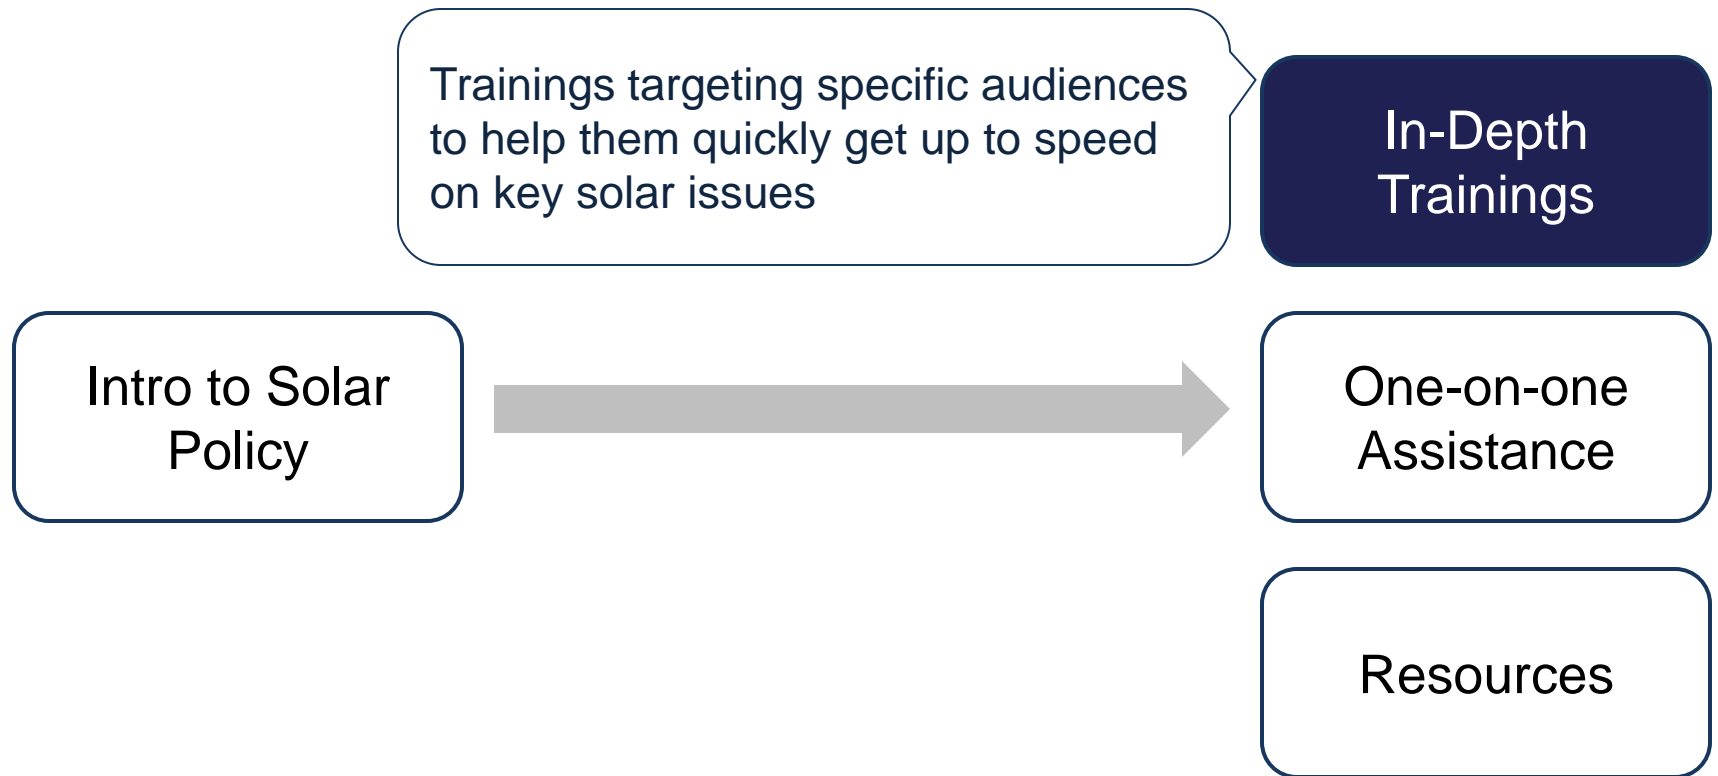 Trainings targeting specific audiences
to help them quickly get up to speed
on key solar issues
In-Depth
Trainings
Intro to Solar
Policy
One-on-one
Assistance
Resources